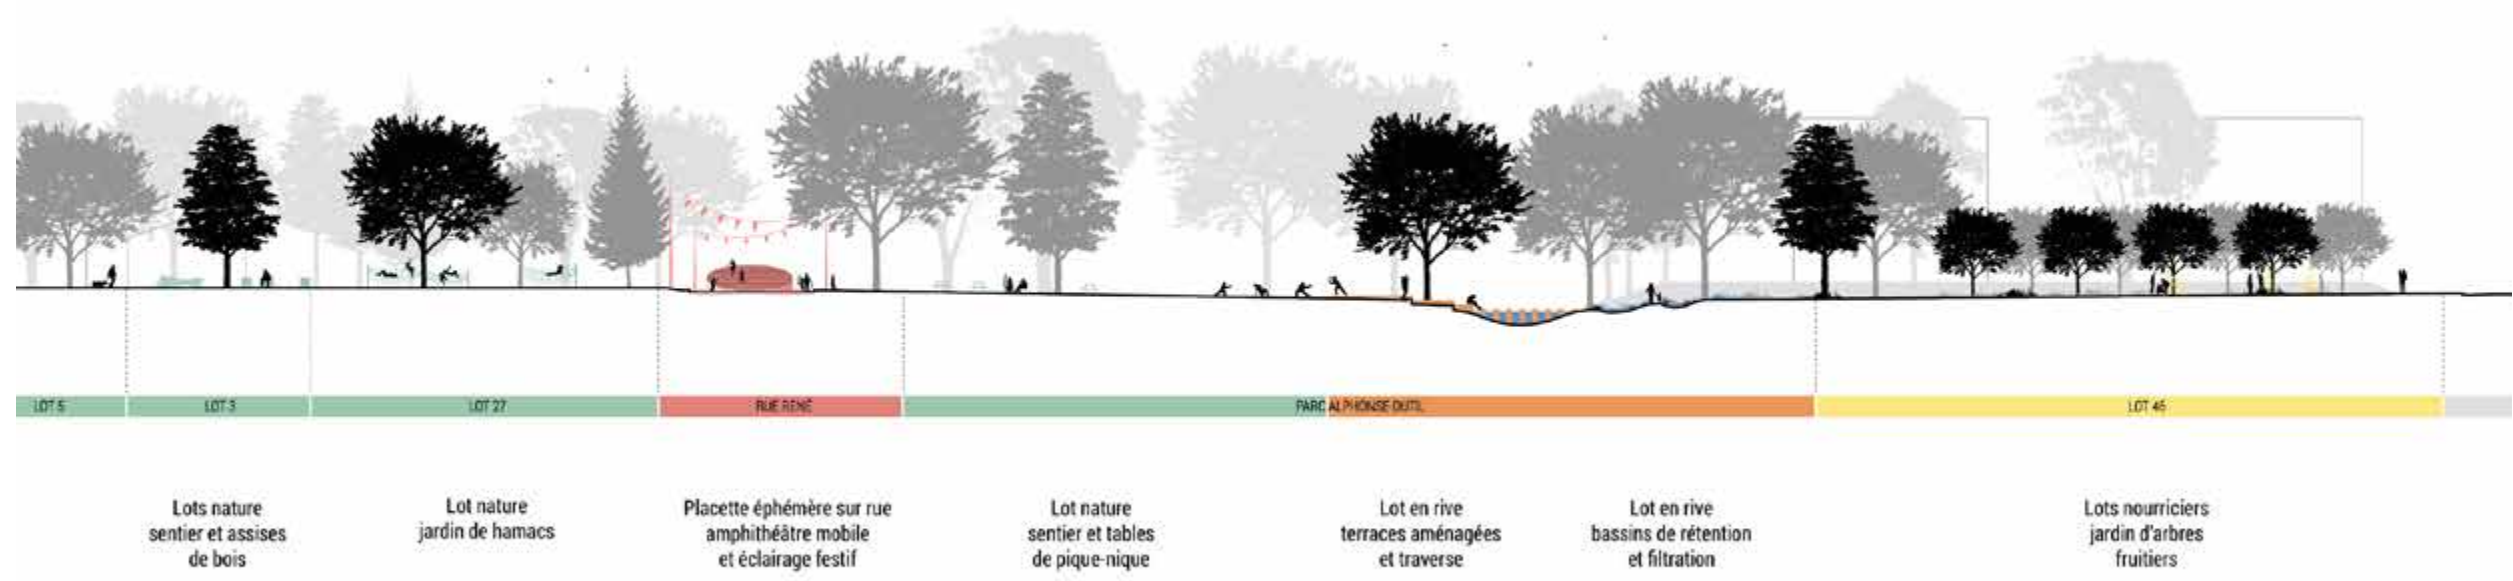 LOT 5
LOT 3
LOT 27
RUE RENÉ
PARC ALPHONSE DUTIL
LOT 46
Lots nature
sentier et assises
de bois
Lot nature
jardin de hamacs
Placette éphémère sur rue
amphithéâtre mobile
et éclairage festif
Lot nature
sentier et tables
de pique-nique
Lot en rive
terraces aménagées
et traverse
Lot en rive
bassins de rétention
et filtration
Lots nourriciers
jardin d'arbres
fruitiers